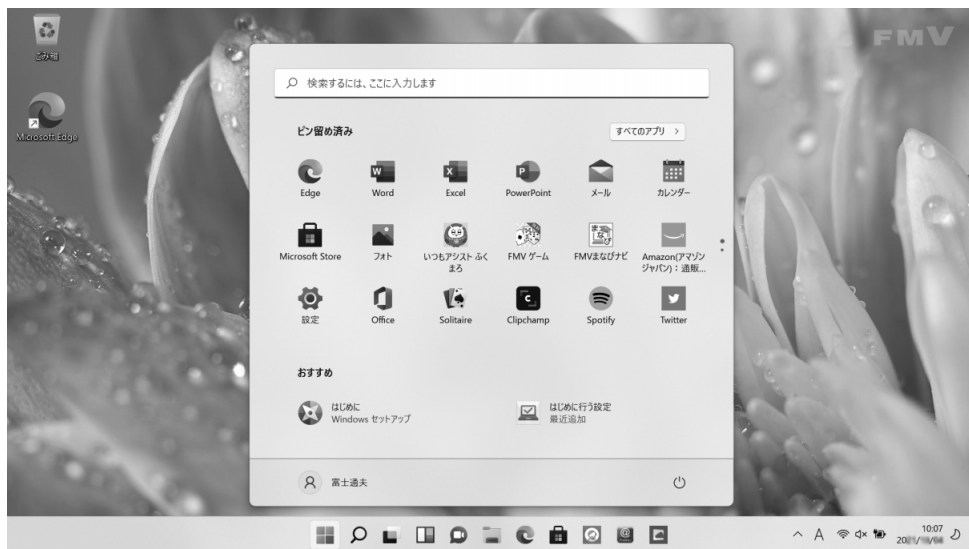 FMV
ごみ箱
Microsoft Edge
検索するには、ここに入力します
ピン留め済み
すべてのアプリ >
Edge
Word
Excel
PowerPoint
メール
カレンダー
Microsoft Store
フォト
いつもアシスト ふく
まろ
FMV ゲーム
FMVまなびナビ
Amazon(アマゾン
ジャパン)：通販...
設定
Office
Solitaire
Clipchamp
Spotify
Twitter
おすすめ
はじめに
Windows セットアップ
はじめに行う設定
最近追加
富士通夫
A
10:07